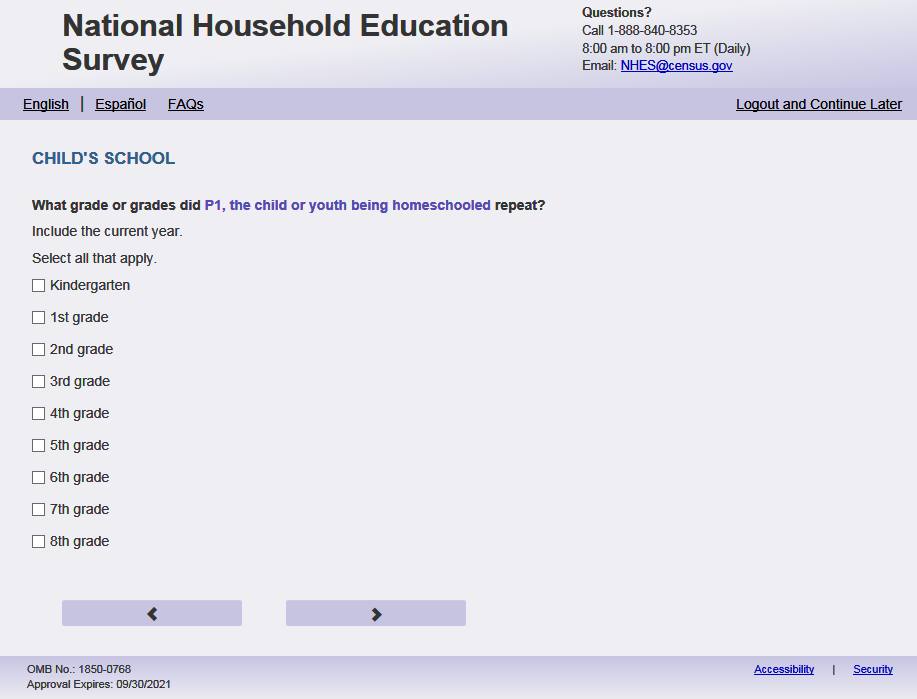 National Household Education
Survey
Questions?
Call 1-888-840-8353
8:00 am to 8:00 pm ET (Daily)
Email: NHES@census.gov
English | Español FAQs Logout and Continue Later
CHILD'S SCHOOL
What grade or grades did P1, the child or youth being homeschooled repeat?
Include the current year.
Select all that apply.
Kindergarten
1st grade
2nd grade
3rd grade
4th grade
5th grade
6th grade
7th grade
8th grade
OMB No.: 1850-0768
Approval Expires: 09/30/2021
Accessibility | Security